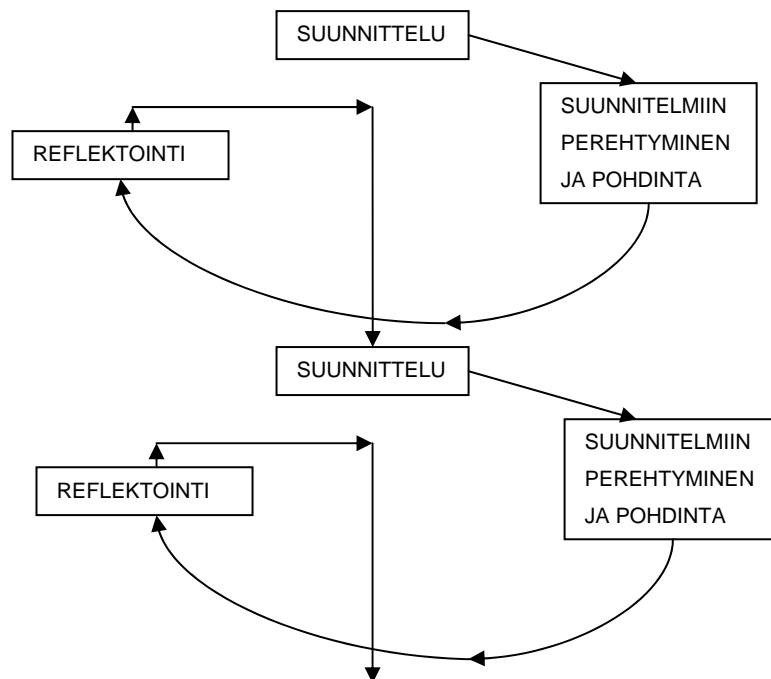 SUUNNITTELU
SUUNNITELMIIN
PEREHTYMINEN
JA POHDINTA
REFLEKTOINTI
SUUNNITTELU
SUUNNITELMIIN
PEREHTYMINEN
JA POHDINTA
REFLEKTOINTI